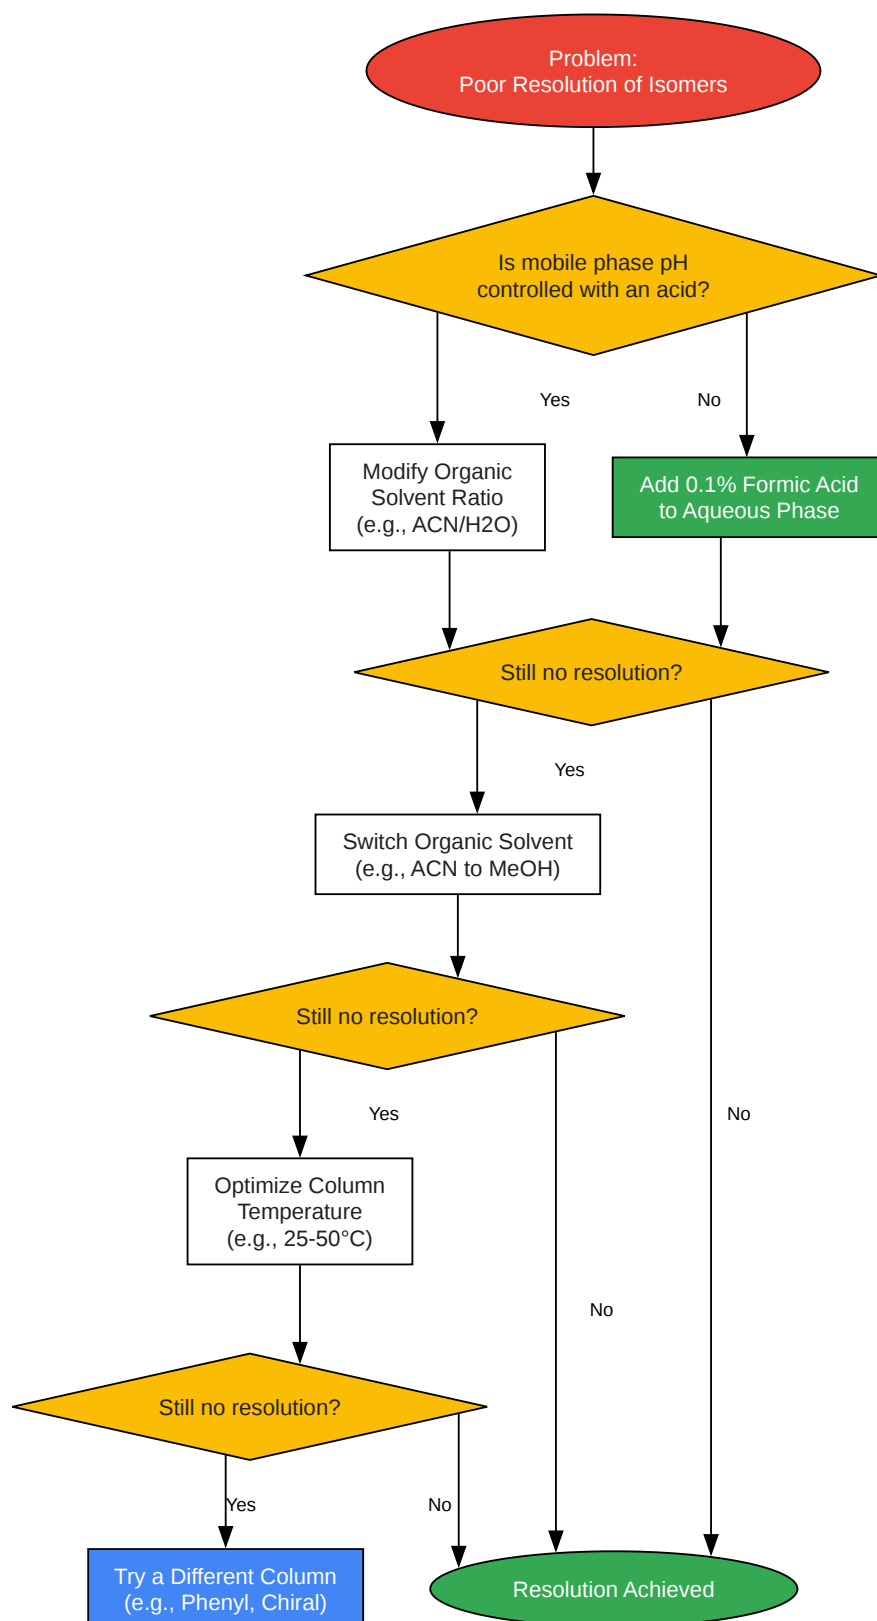 Problem:
Poor Resolution of Isomers
Is mobile phase pH
controlled with an acid?
Yes
No
Modify Organic
Solvent Ratio
(e.g., ACN/H2O)
Add 0.1% Formic Acid
to Aqueous Phase
Still no resolution?
Yes
Switch Organic Solvent
(e.g., ACN to MeOH)
Still no resolution?
Yes
No
Optimize Column
Temperature
(e.g., 25-50°C)
No
Still no resolution?
Yes
No
Try a Different Column
(e.g., Phenyl, Chiral)
Resolution Achieved